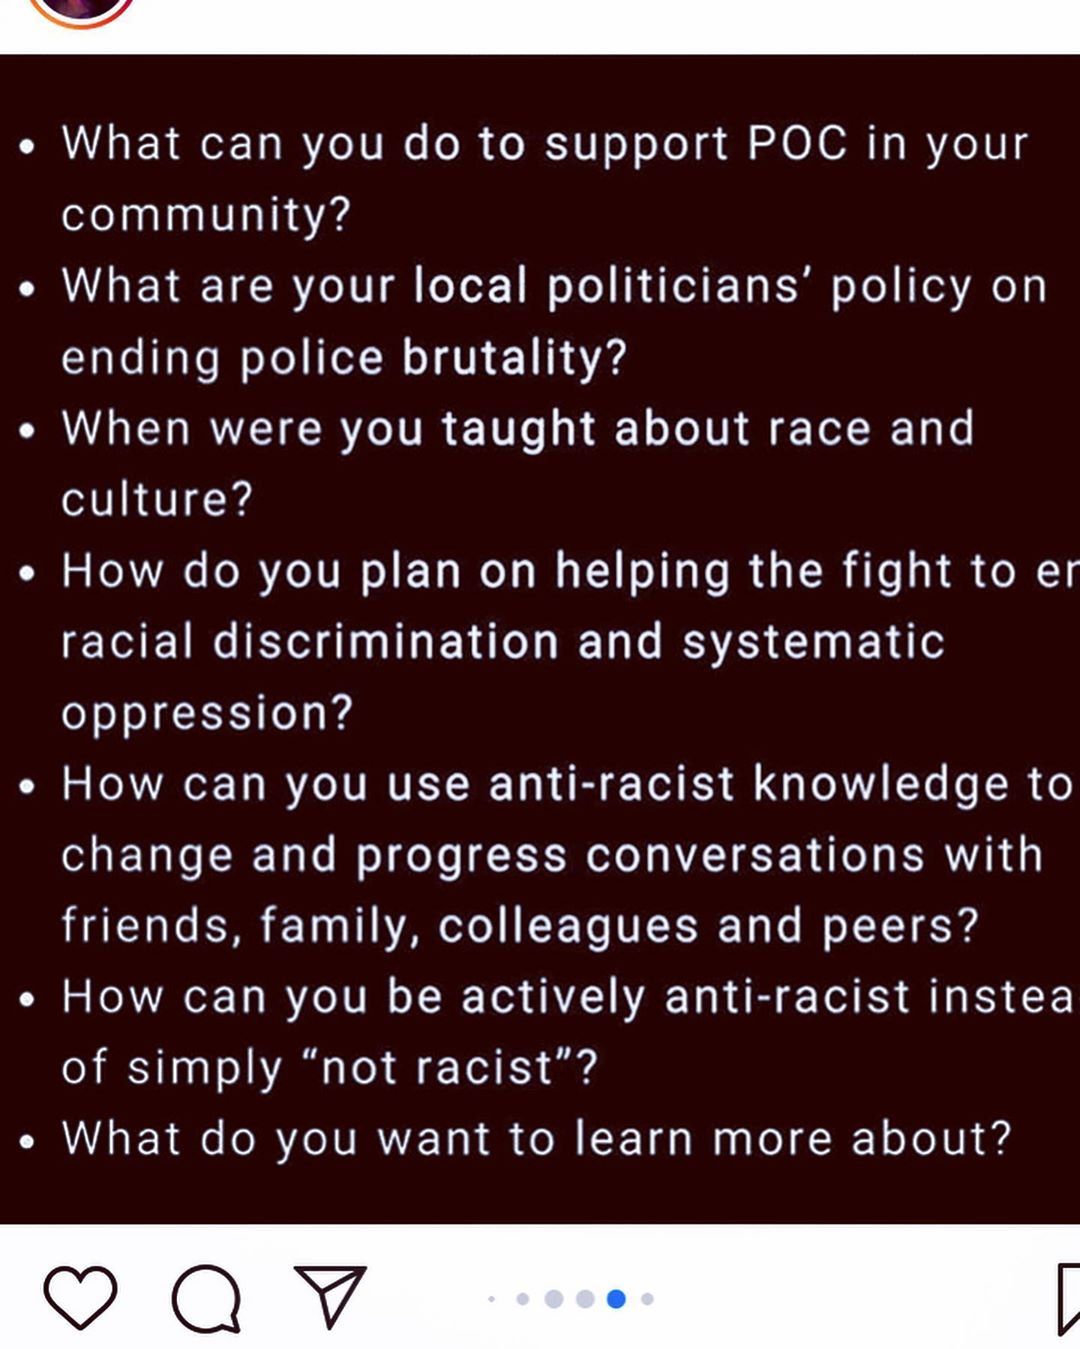 • What can you do to support POC in your
community?
• What are your local politicians’ policy on
ending police brutality?
• When were you taught about race and
culture?
• How do you plan on helping the fight to
racial discrimination and systematic
oppression?
• How can you use anti-racist knowledge to
change and progress conversations with
friends, family, colleagues and peers?
• How can you be actively anti-racist
of simply “not racist”?
• What do you want to learn more about?